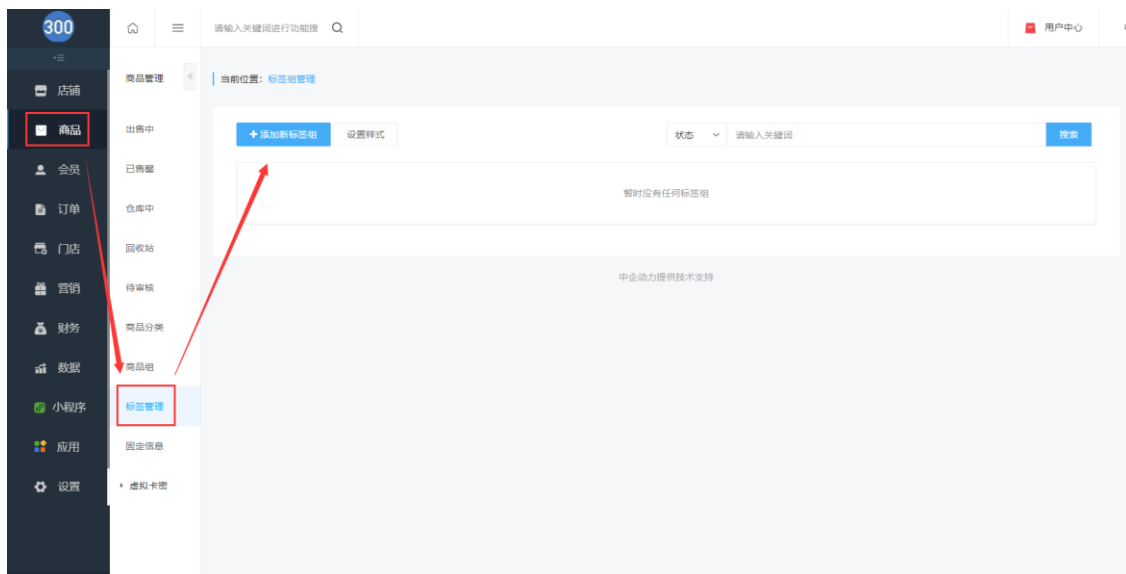 300
请输入关键词进行功能搜
用户中心
店铺
商品
会员
订单
门店
营销
财务
数据
小程序
应用
设置
商品管理
出售中
已售罄
仓库中
回收站
待审核
商品分类
商品组
标签管理
固定信息
虚拟卡密
当前位置：标签组管理
+添加新标签组
设置样式
状态
请输入关键词
搜索
暂时没有任何标签组
中企动力提供技术支持